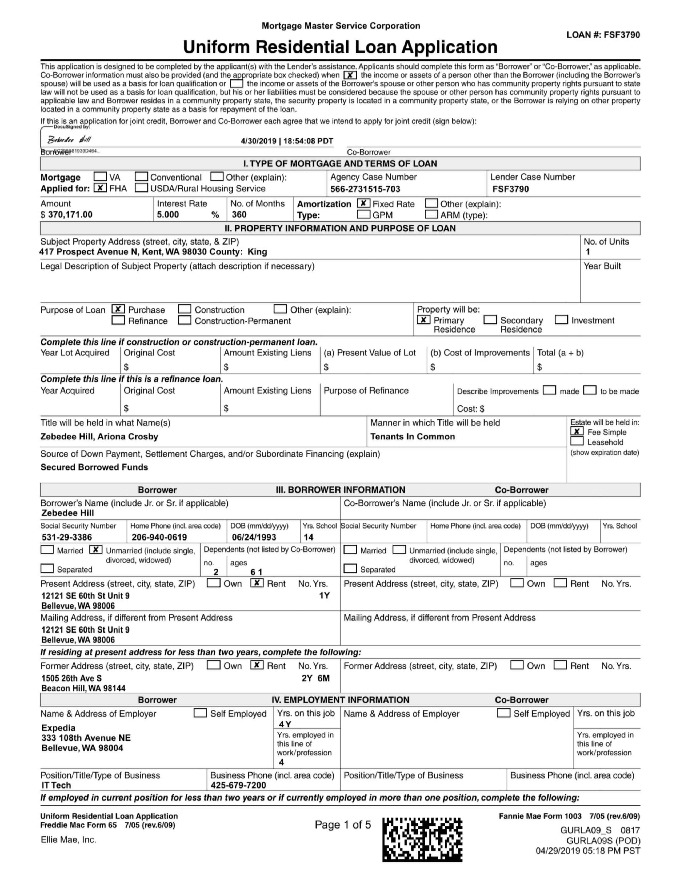 Mortgage Master Service Corporation
LOAN #: FSF3790
Uniform Residential Loan Application
This application is designed to be completed by the applicant(s) with the Lender's assistance. Applicants should complete this form as "Borrower" or "Co-Borrower," as applicable.
Co-Borrower information must also be provided (and the appropriate box checked) when X the income or assets of a person other than the Borrower (including the Borrower's
spouse) will be used as a basis for loan qualification or the income or assets of the Borrower's spouse or other person who has community property rights pursuant to state
law will not be used as a basis for loan qualification, but his or her liabilities must be considered because the spouse or other person has community property rights pursuant to
applicable law and Borrower resides in a community property state, the security property is located in a community property state, or the Borrower is relying on other property
located in a community property state as a basis for repayment of the loan.
If this is an application for joint credit, Borrower and Co-Borrower each agree that we intend to apply for joint credit (sign below):
DocuSigned by:
Zebedee Hill
4/30/2019 | 18:54:08 PDT
Borrower Co-Borrower
I. TYPE OF MORTGAGE AND TERMS OF LOAN
Mortgage VA Conventional Other (explain): Agency Case Number Lender Case Number
Applied for: X FHA USDA/Rural Housing Service 566-2731515-703 FSF3790
Amount Interest Rate No. of Months Amortization X Fixed Rate Other (explain):
$ 370,171.00 5.000 % 360 Type: GPM ARM (type):
II. PROPERTY INFORMATION AND PURPOSE OF LOAN
Subject Property Address (street, city, state, & ZIP) No. of Units
417 Prospect Avenue N, Kent, WA 98030 County: King 1
Legal Description of Subject Property (attach description if necessary) Year Built
Purpose of Loan X Purchase Construction Other (explain): Property will be:
Refinance Construction-Permanent X Primary Residence Secondary Residence Investment
Complete this line if construction or construction-permanent loan.
Year Lot Acquired Original Cost Amount Existing Liens (a) Present Value of Lot (b) Cost of Improvements Total (a + b)
$ $ $ $ $
Complete this line if this is a refinance loan.
Year Acquired Original Cost Amount Existing Liens Purpose of Refinance Describe Improvements made to be made
$ $ Cost: $
Title will be held in what Name(s) Manner in which Title will be held Estate will be held in:
Zebedee Hill, Ariona Crosby Tenants In Common X Fee Simple
Leasehold
Source of Down Payment, Settlement Charges, and/or Subordinate Financing (explain) (show expiration date)
Secured Borrowed Funds
Borrower III. BORROWER INFORMATION Co-Borrower
Borrower's Name (include Jr. or Sr. if applicable) Co-Borrower's Name (include Jr. or Sr. if applicable)
Zebedee Hill
Social Security Number Home Phone (incl. area code) DOB (mm/dd/yyyy) Yrs. School Social Security Number Home Phone (incl. area code) DOB (mm/dd/yyyy) Yrs. School
531-29-3386 206-940-0619 06/24/1993 14
Married X Unmarried (include single, Dependents (not listed by Co-Borrower) Married Unmarried (include single, Dependents (not listed by Borrower)
divorced, widowed) no. ages divorced, widowed) no. ages
Separated 2 6 1 Separated
Present Address (street, city, state, ZIP) Own X Rent No. Yrs. Present Address (street, city, state, ZIP) Own Rent No. Yrs.
12121 SE 60th St Unit 9 1Y
Bellevue, WA 98006
Mailing Address, if different from Present Address Mailing Address, if different from Present Address
12121 SE 60th St Unit 9
Bellevue, WA 98006
If residing at present address for less than two years, complete the following:
Former Address (street, city, state, ZIP) Own X Rent No. Yrs. Former Address (street, city, state, ZIP) Own Rent No. Yrs.
1505 26th Ave S 2Y 6M
Beacon Hill, WA 98144
Borrower IV. EMPLOYMENT INFORMATION Co-Borrower
Name & Address of Employer Self Employed Yrs. on this job Name & Address of Employer Self Employed Yrs. on this job
4 Y
Expedia Yrs. employed in Yrs. employed in
333 108th Avenue NE this line of this line of
Bellevue, WA 98004 work/profession work/profession
4
Position/Title/Type of Business Business Phone (incl. area code) Position/Title/Type of Business Business Phone (incl. area code)
IT Tech 425-679-7200
If employed in current position for less than two years or if currently employed in more than one position, complete the following:
Uniform Residential Loan Application Fannie Mae Form 1003 7/05 (rev.6/09)
Freddie Mac Form 65 7/05 (rev.6/09) Page 1 of 5 GURLA09_S 0817
Ellie Mae, Inc. GURLA09S (POD)
04/29/2019 05:18 PM PST